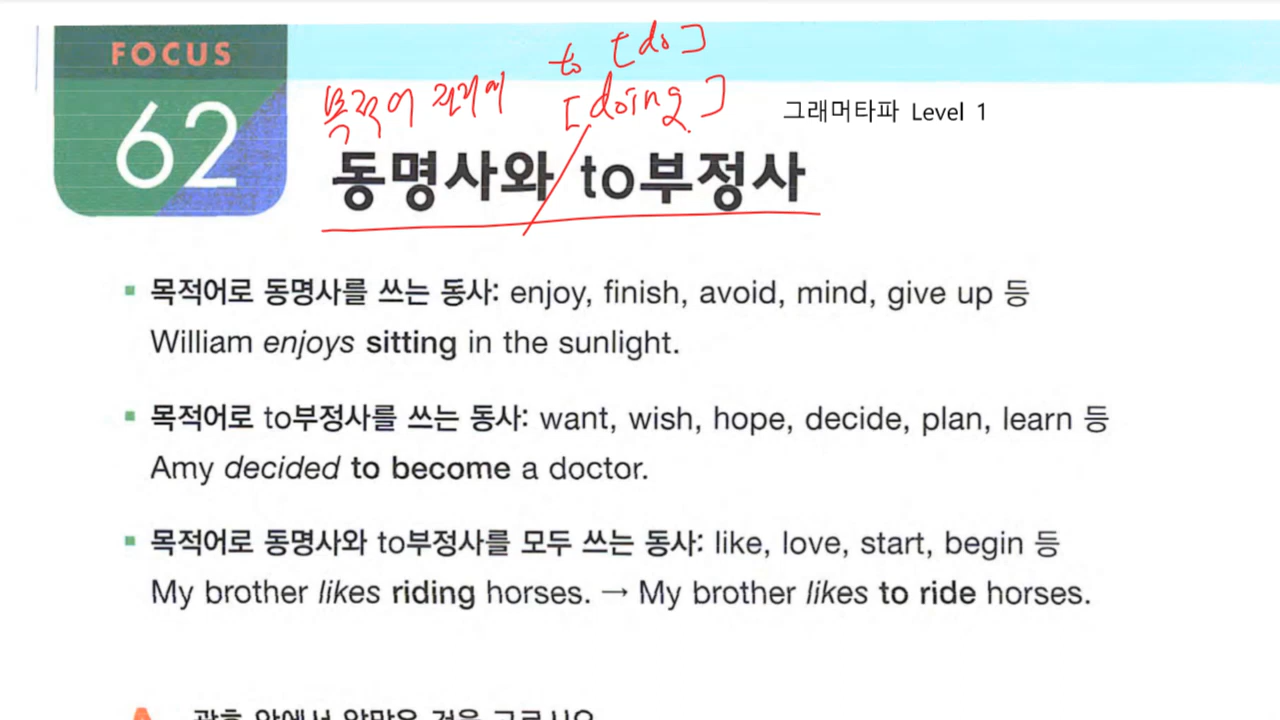 FOCUS
62
to [do]
목적어 자리에 [doing]
그래머타파 Level 1
동명사와 to부정사
▪ 목적어로 동명사를 쓰는 동사: enjoy, finish, avoid, mind, give up 등
William enjoys sitting in the sunlight.
▪ 목적어로 to부정사를 쓰는 동사: want, wish, hope, decide, plan, learn 등
Amy decided to become a doctor.
▪ 목적어로 동명사와 to부정사를 모두 쓰는 동사: like, love, start, begin 등
My brother likes riding horses. → My brother likes to ride horses.